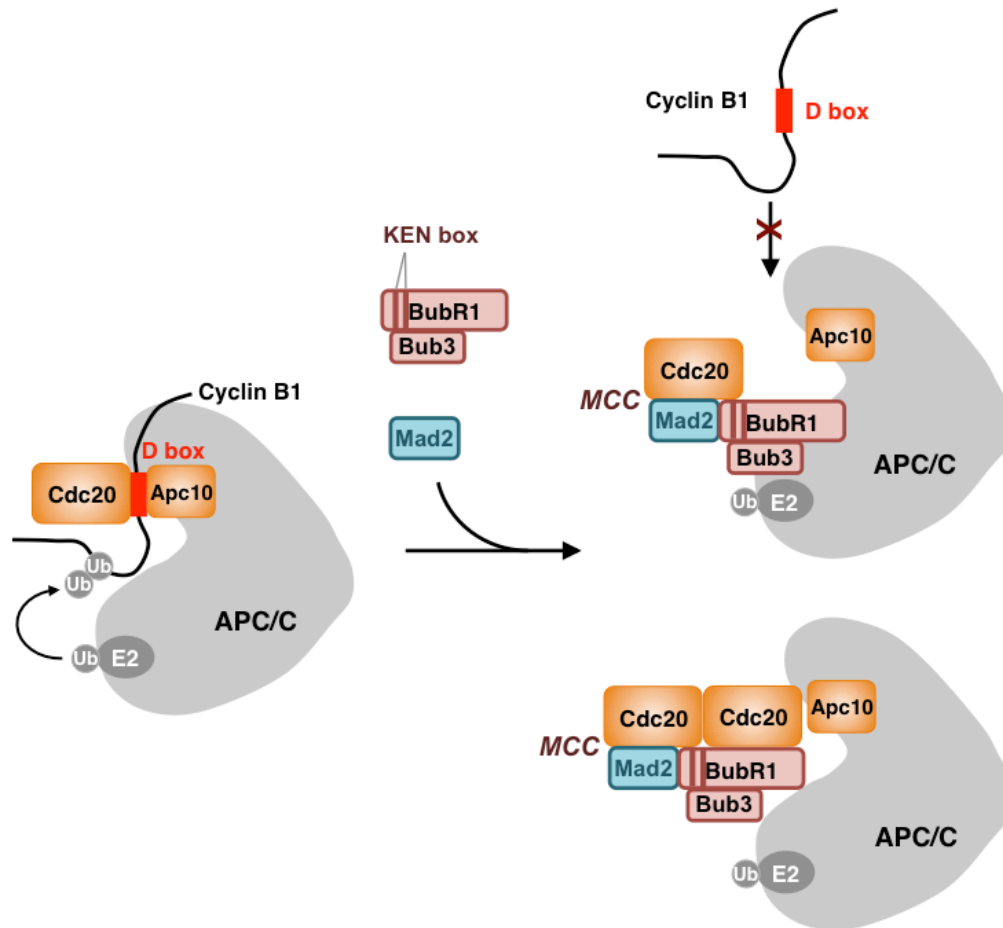 Cyclin B1
D box
KEN box
BubR1
Bub3
Mad2
Cyclin B1
D box
Cdc20
Apc10
Ub
Ub
Ub
E2
APC/C
Apc10
Cdc20
MCC
Mad2
BubR1
Bub3
APC/C
Ub
E2
Cdc20
Cdc20
Apc10
MCC
Mad2
BubR1
Bub3
APC/C
Ub
E2